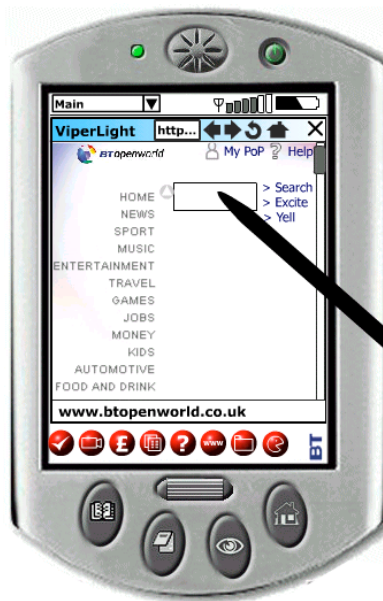 Main
ViperLight http...
BTopenworld My PoP Help
> Search
> Excite
> Yell
HOME
NEWS
SPORT
MUSIC
ENTERTAINMENT
TRAVEL
GAMES
JOBS
MONEY
KIDS
AUTOMOTIVE
FOOD AND DRINK
www.btopenworld.co.uk
£ ? www
BT